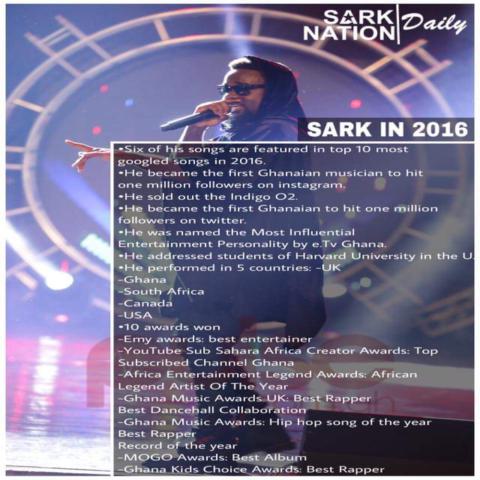 SARK
NATION
Daily
SARK IN 2016
•Six of his songs are featured in top 10 most
googled songs in 2016.
•He became the first Ghanaian musician to hit
one million followers on instagram.
•He sold out the Indigo O2.
•He became the first Ghanaian to hit one million
followers on twitter.
•He was named the Most Influential
Entertainment Personality by e.Tv Ghana.
•He addressed students of Harvard University in the U.
•He performed in 5 countries: -UK
-Ghana
-South Africa
-Canada
-USA
•10 awards won
-Emy awards: best entertainer
-YouTube Sub Sahara Africa Creator Awards: Top
Subscribed Channel Ghana
-Africa Entertainment Legend Awards: African
Legend Artist Of The Year
-Ghana Music Awards UK: Best Rapper
Best Dancehall Collaboration
-Ghana Music Awards: Hip hop song of the year
Best Rapper
Record of the year
-MOGO Awards: Best Album
-Ghana Kids Choice Awards: Best Rapper